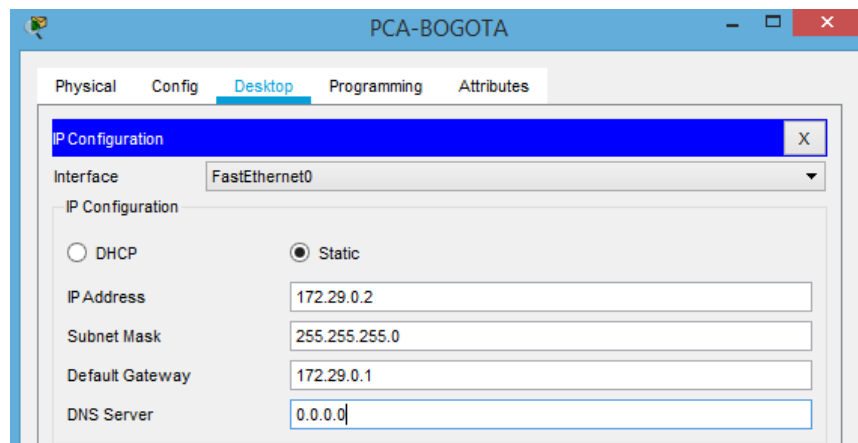 PCA-BOGOTA
Physical Config Desktop Programming Attributes
IP Configuration X
Interface FastEthernet0
IP Configuration
DHCP Static
IP Address 172.29.0.2
Subnet Mask 255.255.255.0
Default Gateway 172.29.0.1
DNS Server 0.0.0.0